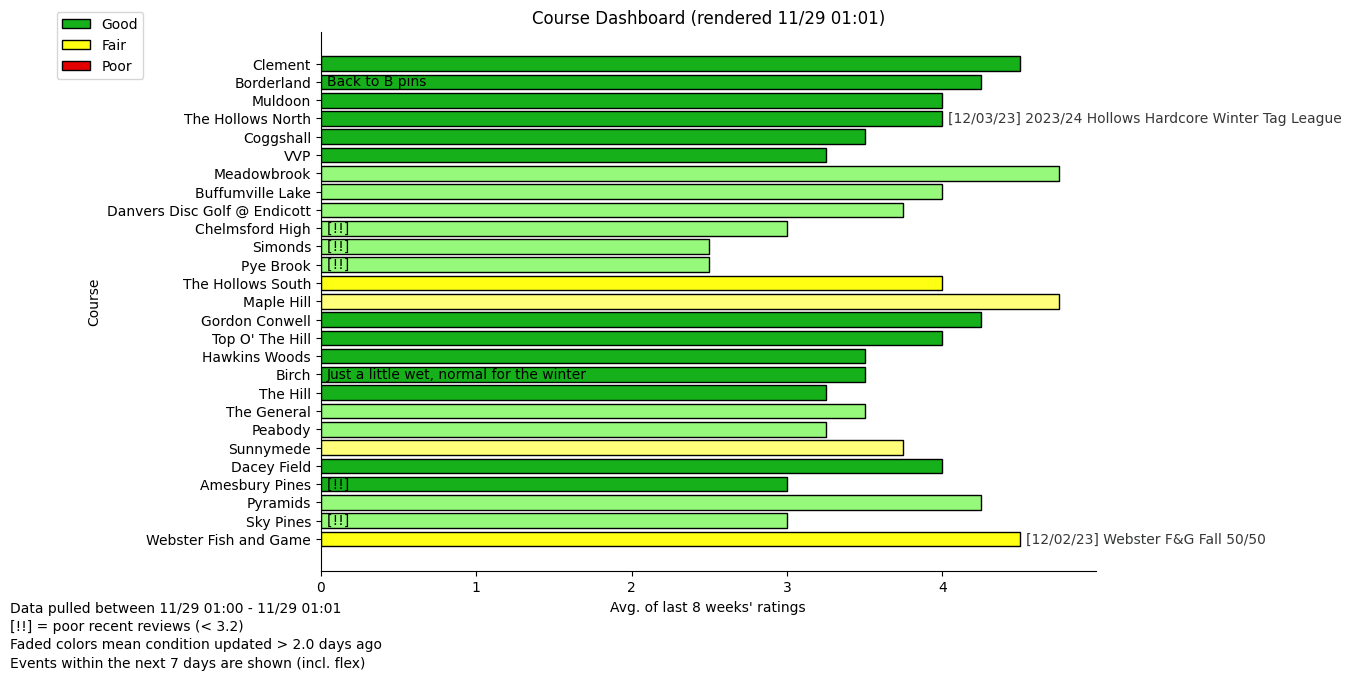 Course Dashboard (rendered 11/29 01:01)
Good
Fair
Poor
Clement
Borderland
Back to B pins
Muldoon
The Hollows North
[12/03/23] 2023/24 Hollows Hardcore Winter Tag League
Coggshall
VVP
Meadowbrook
Buffumville Lake
Danvers Disc Golf @ Endicott
Chelmsford High
[!!]
Simonds
[!!]
Pye Brook
[!!]
The Hollows South
Maple Hill
Gordon Conwell
Top O' The Hill
Hawkins Woods
Birch
Just a little wet, normal for the winter
The Hill
The General
Peabody
Sunnymede
Dacey Field
Amesbury Pines
[!!]
Pyramids
Sky Pines
[!!]
Webster Fish and Game
[12/02/23] Webster F&G Fall 50/50
Course
0 1 2 3 4
Avg. of last 8 weeks' ratings
Data pulled between 11/29 01:00 - 11/29 01:01
[!!] = poor recent reviews (< 3.2)
Faded colors mean condition updated > 2.0 days ago
Events within the next 7 days are shown (incl. flex)